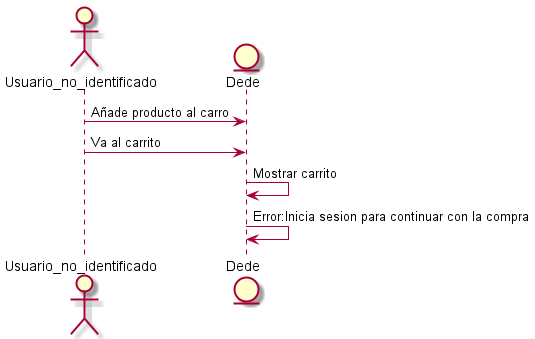 Usuario_no_identificado
Dede
Añade producto al carro
Va al carrito
Mostrar carrito
Error:Inicia sesion para continuar con la compra
Usuario_no_identificado
Dede